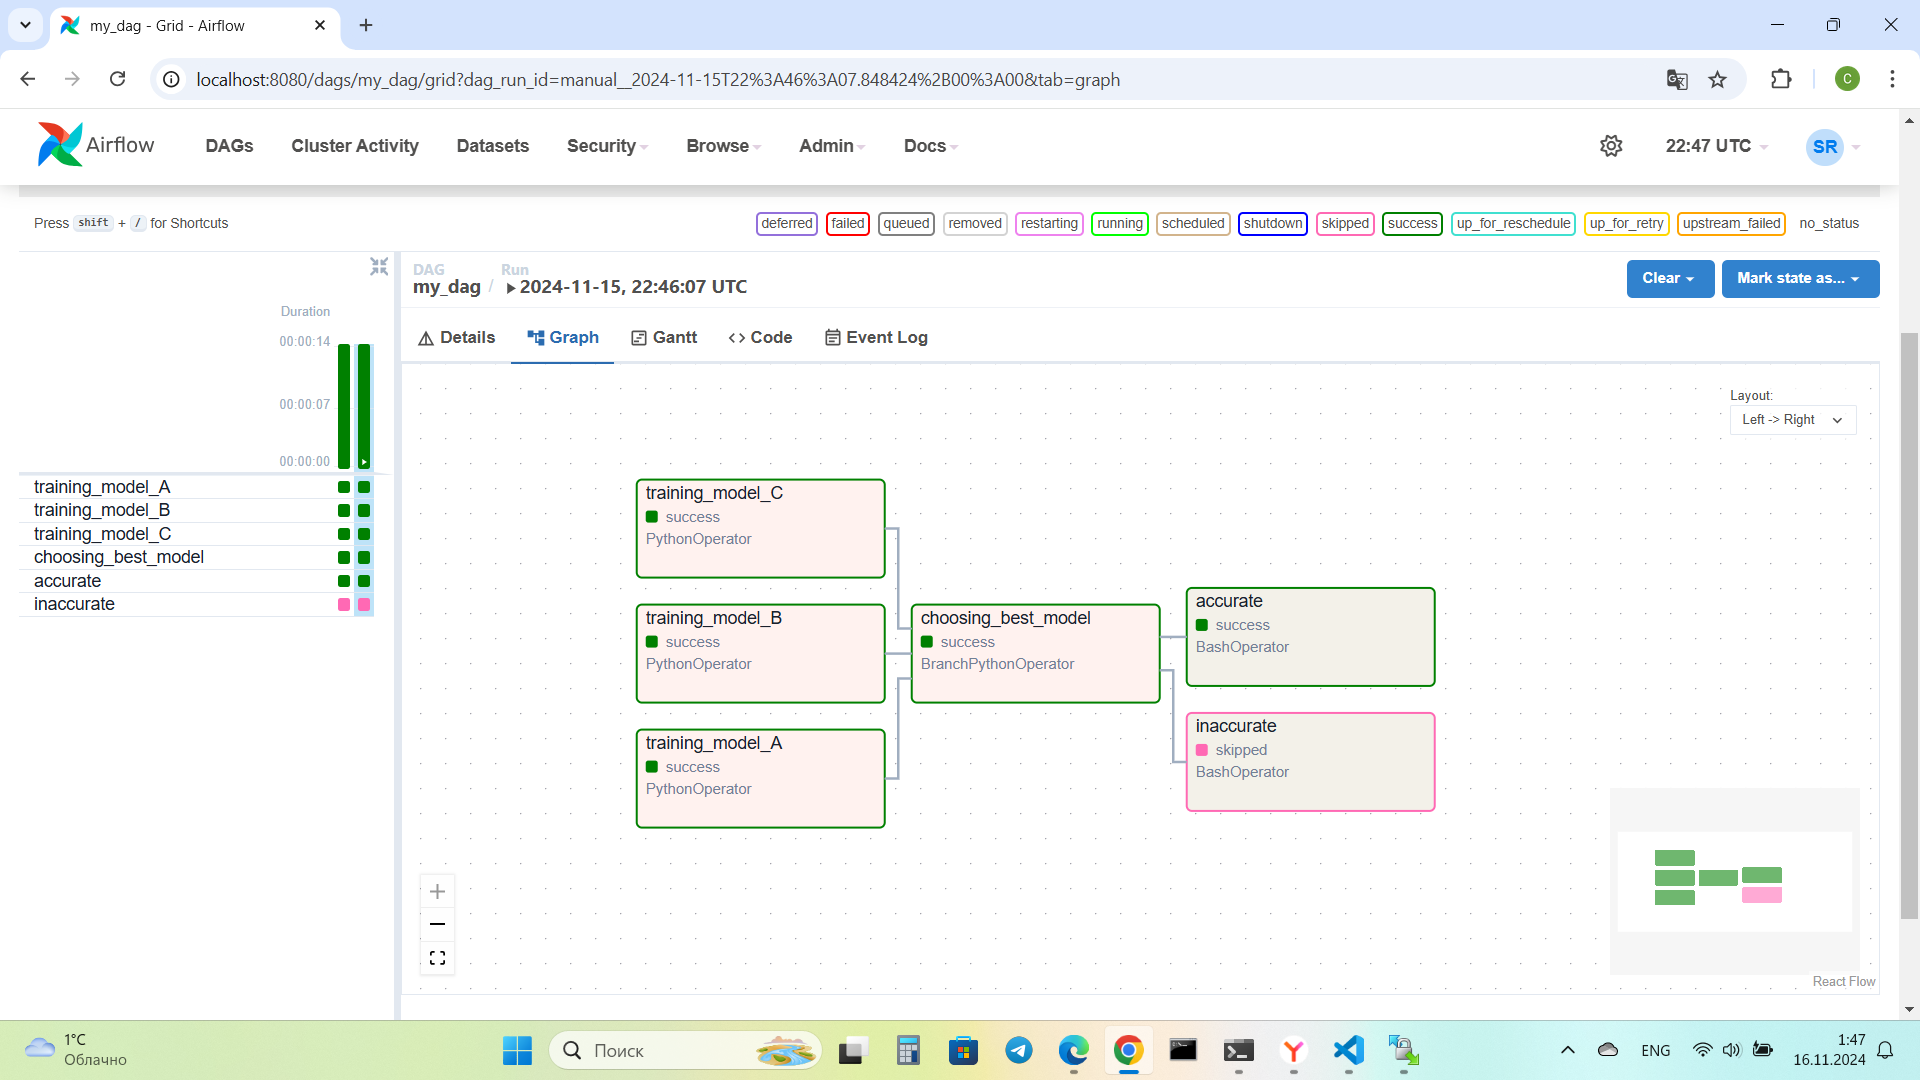 my_dag - Grid - Airflow
localhost:8080/dags/my_dag/grid?dag_run_id=manual__2024-11-15T22%3A46%3A07.848424%2B00%3A00&tab=graph
C
Airflow
DAGs
Cluster Activity
Datasets
Security
Browse
Admin
Docs
22:47 UTC
SR
Press shift + / for Shortcuts
deferred
failed
queued
removed
restarting
running
scheduled
shutdown
skipped
success
up_for_reschedule
up_for_retry
upstream_failed
no_status
DAG
my_dag /
Run
2024-11-15, 22:46:07 UTC
Clear
Mark state as...
Details
Graph
Gantt
Code
Event Log
Duration
00:00:14
00:00:07
00:00:00
training_model_A
training_model_B
training_model_C
choosing_best_model
accurate
inaccurate
Layout:
Left -> Right
training_model_C
success
PythonOperator
training_model_B
success
PythonOperator
training_model_A
success
PythonOperator
choosing_best_model
success
BranchPythonOperator
accurate
success
BashOperator
inaccurate
skipped
BashOperator
React Flow
1°C
Облачно
Поиск
ENG
1:47
16.11.2024